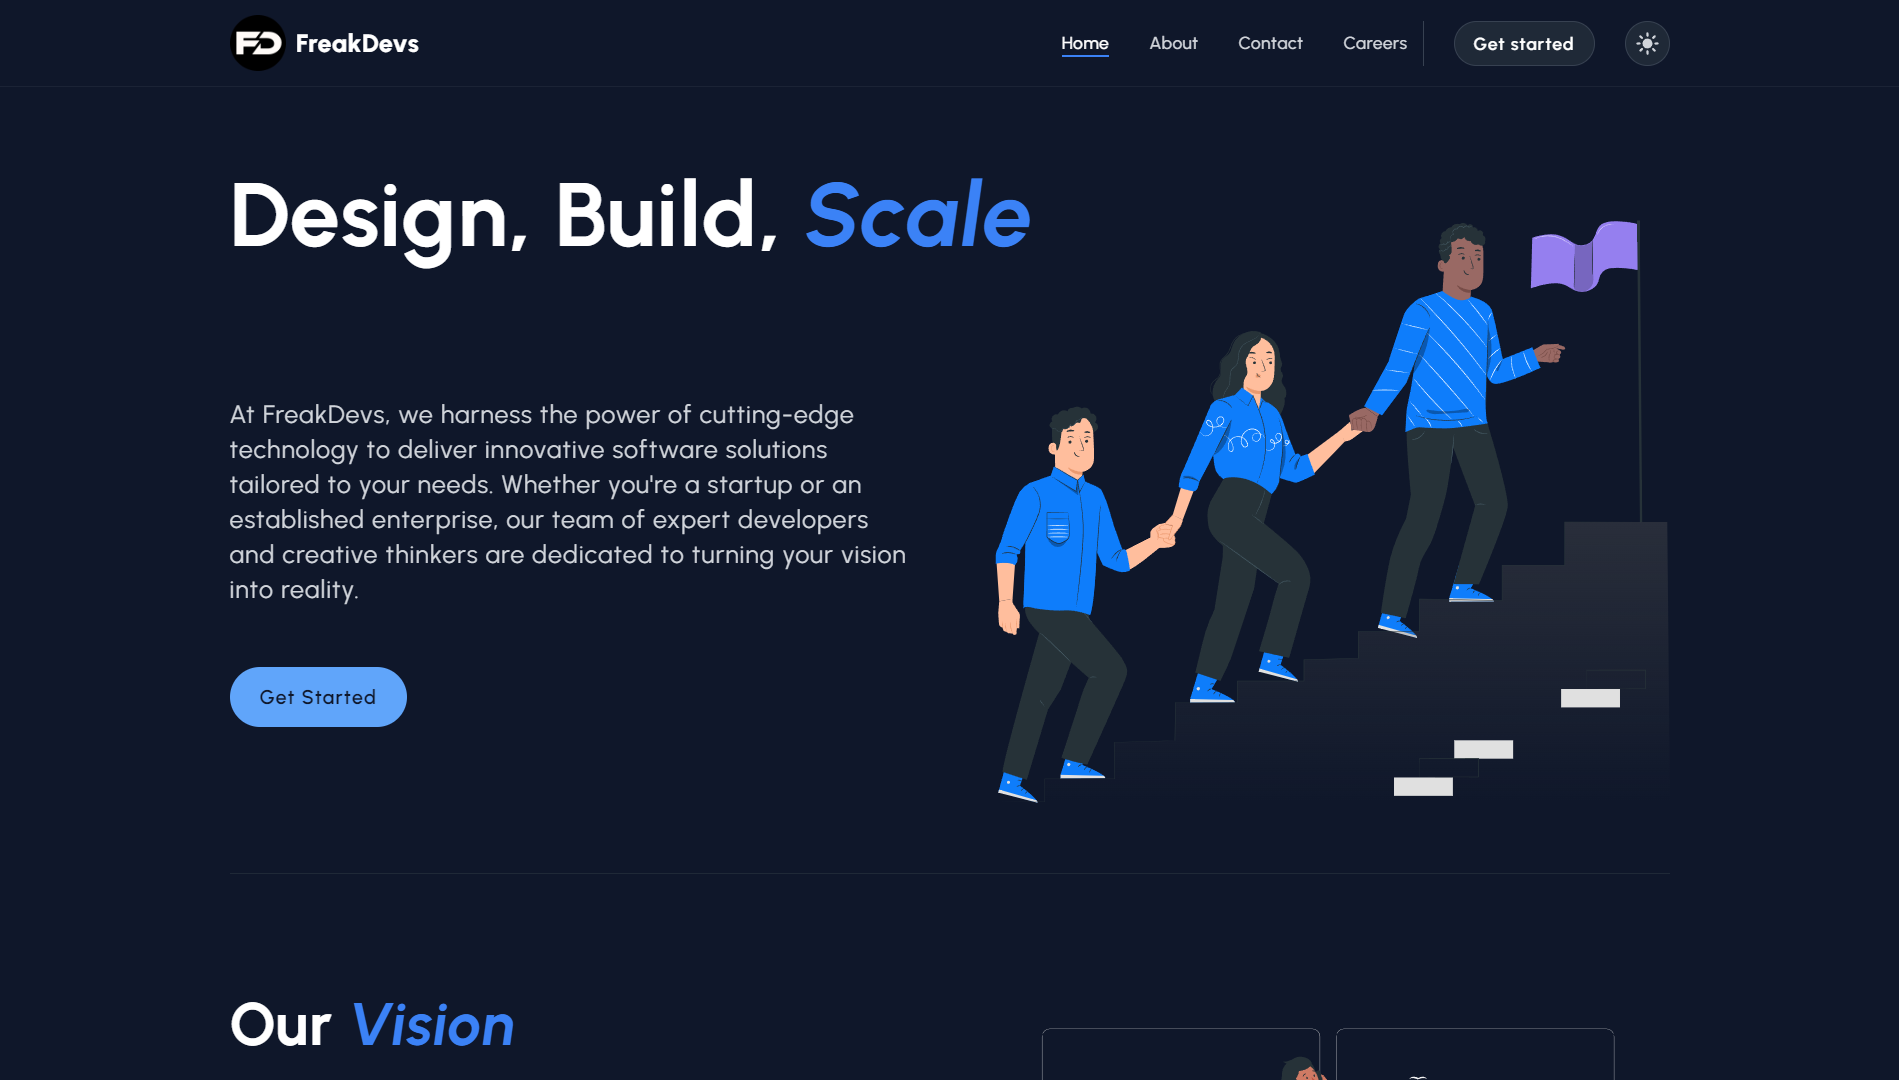 FD FreakDevs
Home About Contact Careers Get started
Design, Build, Scale
At FreakDevs, we harness the power of cutting-edge
technology to deliver innovative software solutions
tailored to your needs. Whether you're a startup or an
established enterprise, our team of expert developers
and creative thinkers are dedicated to turning your vision
into reality.
Get Started
Our Vision